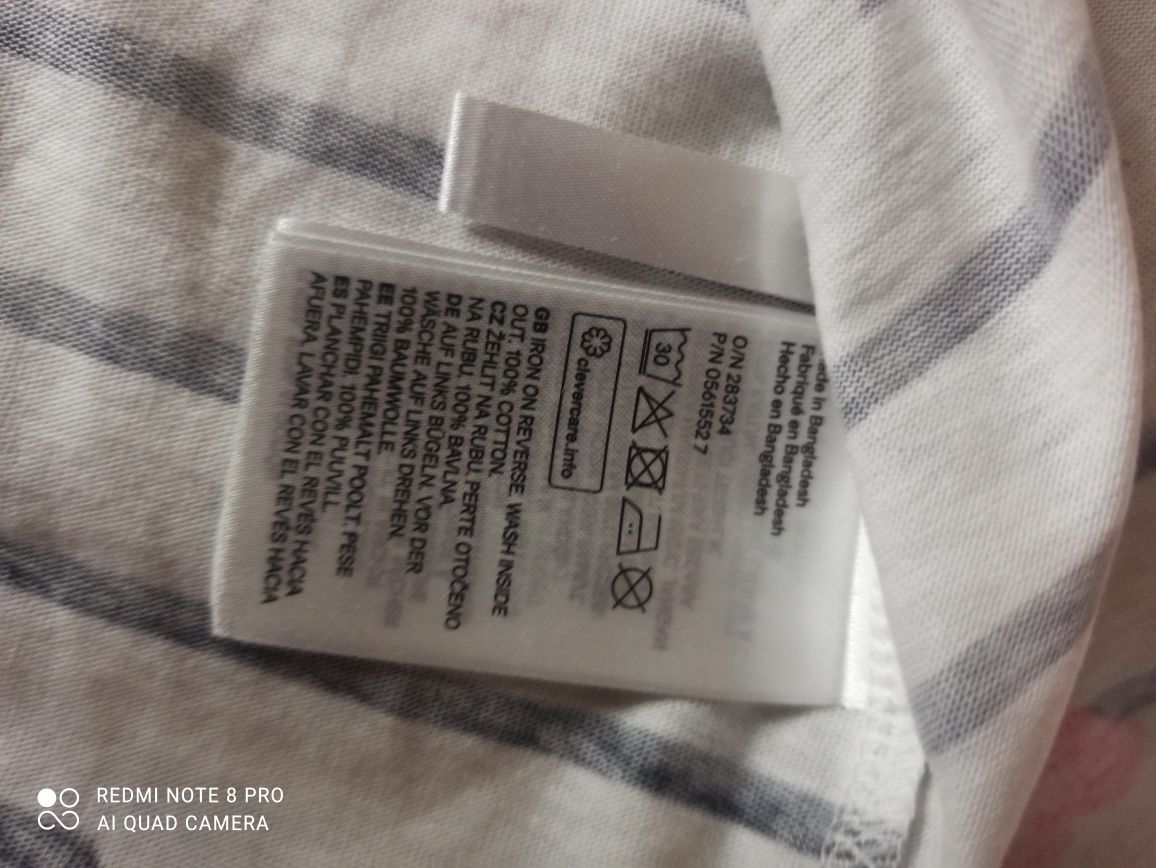 Made in Bangladesh
Fabriqué en Bangladesh
Hecho en Bangladesh
O/N 283734
P/N 0561552 7
30
clevercare.info
GB IRON ON REVERSE. WASH INSIDE
OUT. 100% COTTON.
CZ ŽEHLIT NA RUBU. PERTE OTOČENO
NA RUBU. 100% BAVLNA.
DE AUF LINKS BÜGELN. VOR DER
WÄSCHE AUF LINKS DREHEN.
100% BAUMWOLLE.
EE TRIIGI PAHEMALT POOLT. PESE
PAHEMPIDI. 100% PUUVILL.
ES PLANCHAR CON EL REVÉS HACIA
AFUERA LAVAR CON EL REVÉS HACIA
REDMI NOTE 8 PRO
AI QUAD CAMERA